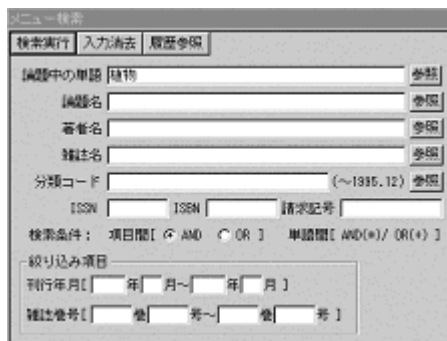 メニュー検索
検索実行 入力消去 履歴参照
論題中の単語 植物 参照
論題名 参照
著者名 参照
雑誌名 参照
分類コード (～1995.12) 参照
ISSN ISBN 請求記号
検索条件： 項目間[ AND OR ] 単語間[ AND(*)/ OR(+) ]
絞り込み項目
刊行年月[ 年 月～ 年 月 ]
雑誌巻号[ 巻 号～ 巻 号 ]